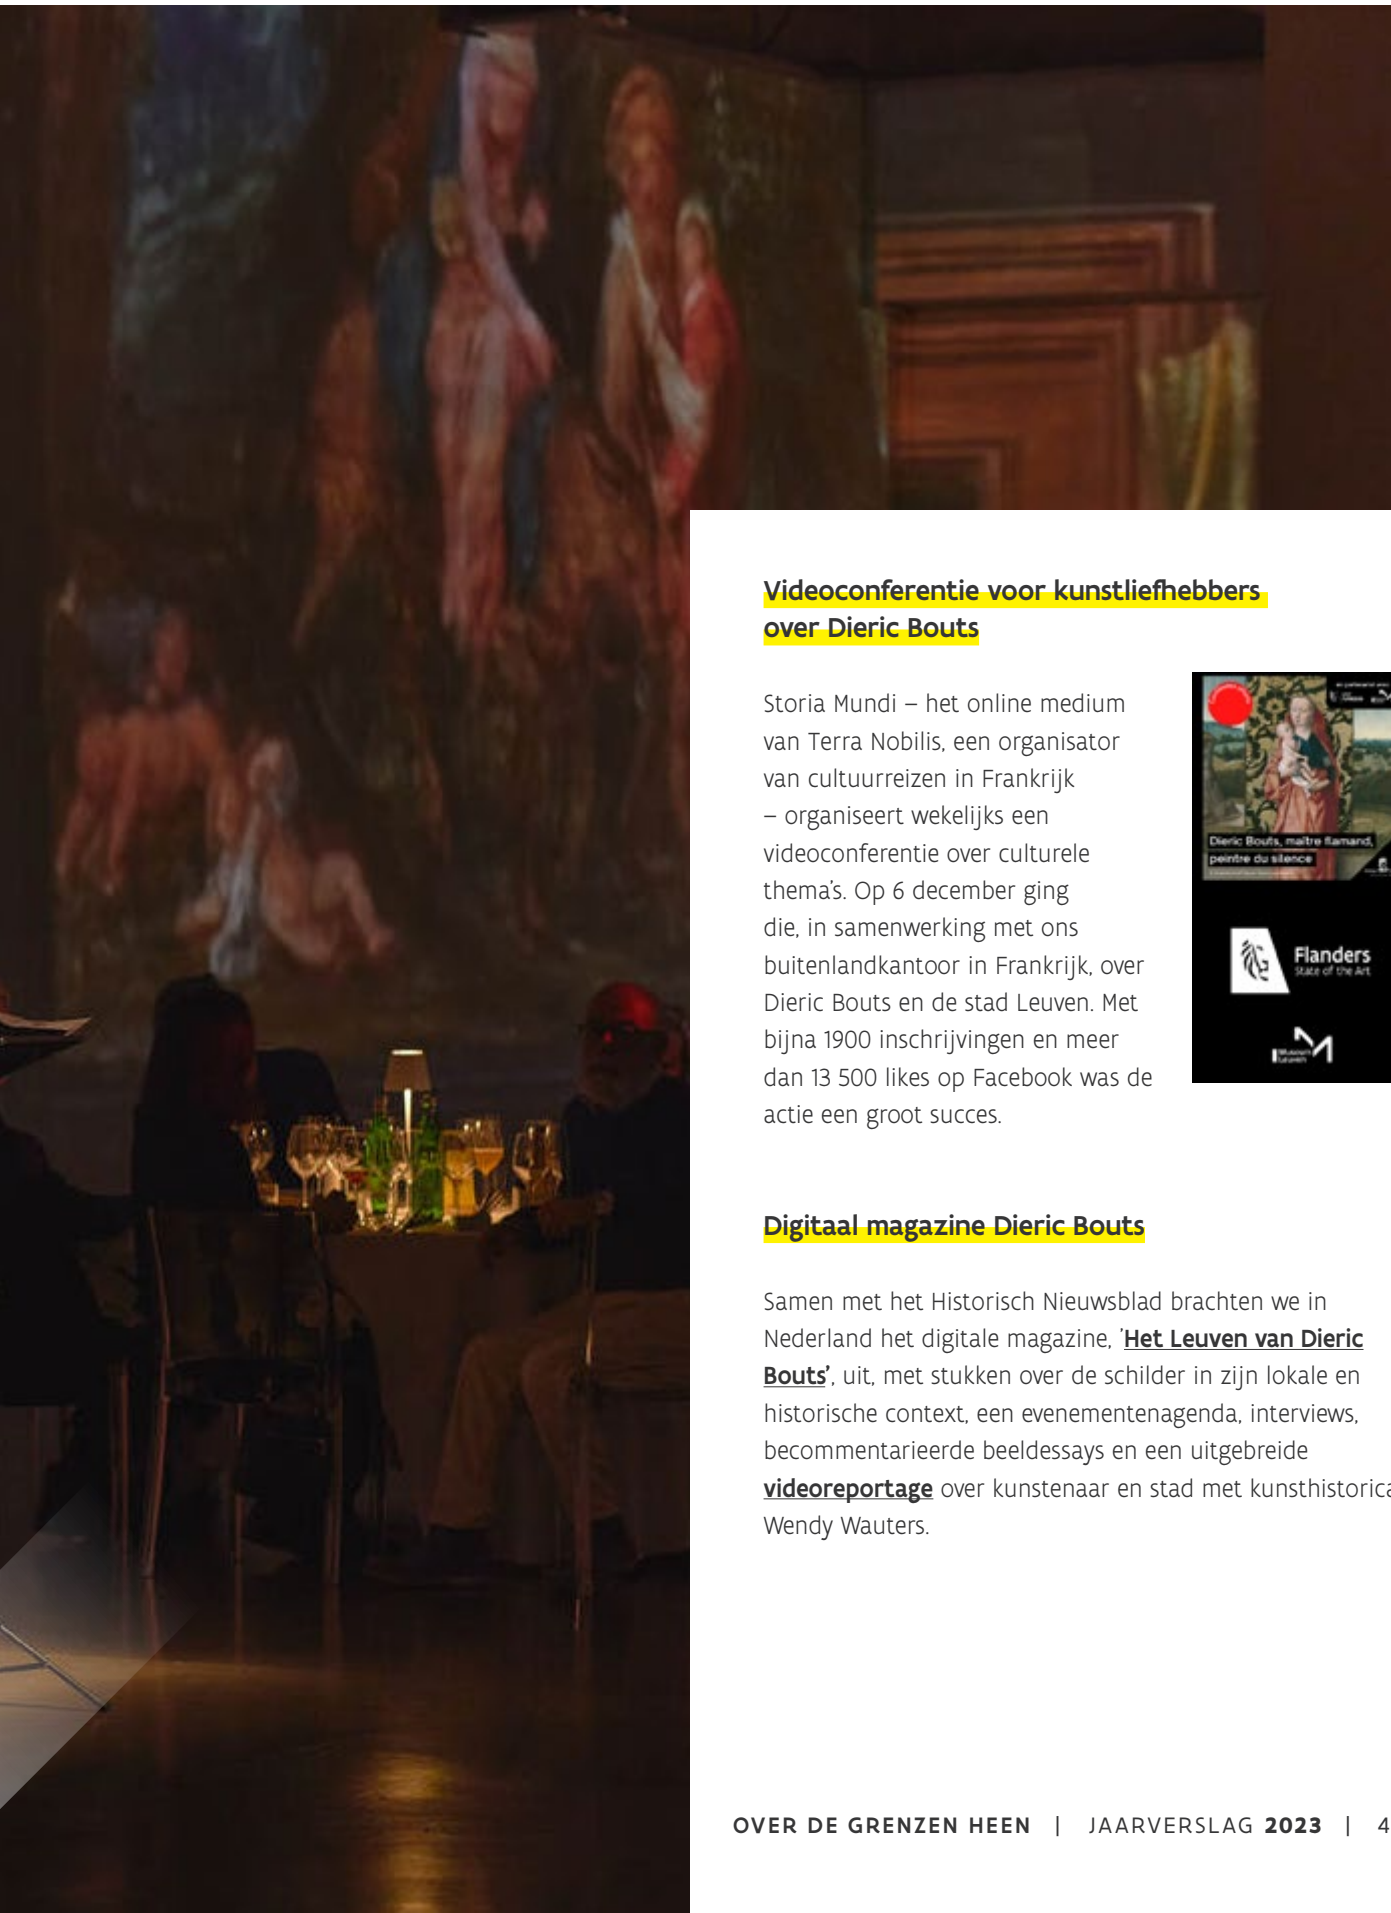 Videoconferentie voor kunstliefhebbers
over Dieric Bouts
Storia Mundi – het online medium
van Terra Nobilis, een organisator
van cultuurreizen in Frankrijk
– organiseert wekelijks een
videoconferentie over culturele
thema's. Op 6 december ging
die, in samenwerking met ons
buitenlandkantoor in Frankrijk, over
Dieric Bouts en de stad Leuven. Met
bijna 1900 inschrijvingen en meer
dan 13 500 likes op Facebook was de
actie een groot succes.
Dieric Bouts, maître flamand,
peintre du silence
Flanders
State of the Art
M
Museum
Leuven
Digitaal magazine Dieric Bouts
Samen met het Historisch Nieuwsblad brachten we in
Nederland het digitale magazine, 'Het Leuven van Dieric
Bouts', uit, met stukken over de schilder in zijn lokale en
historische context, een evenementenagenda, interviews,
becommentarieerde beeldessays en een uitgebreide
videoreportage over kunstenaar en stad met kunsthistorica
Wendy Wauters.
OVER DE GRENZEN HEEN | JAARVERSLAG 2023 | 4